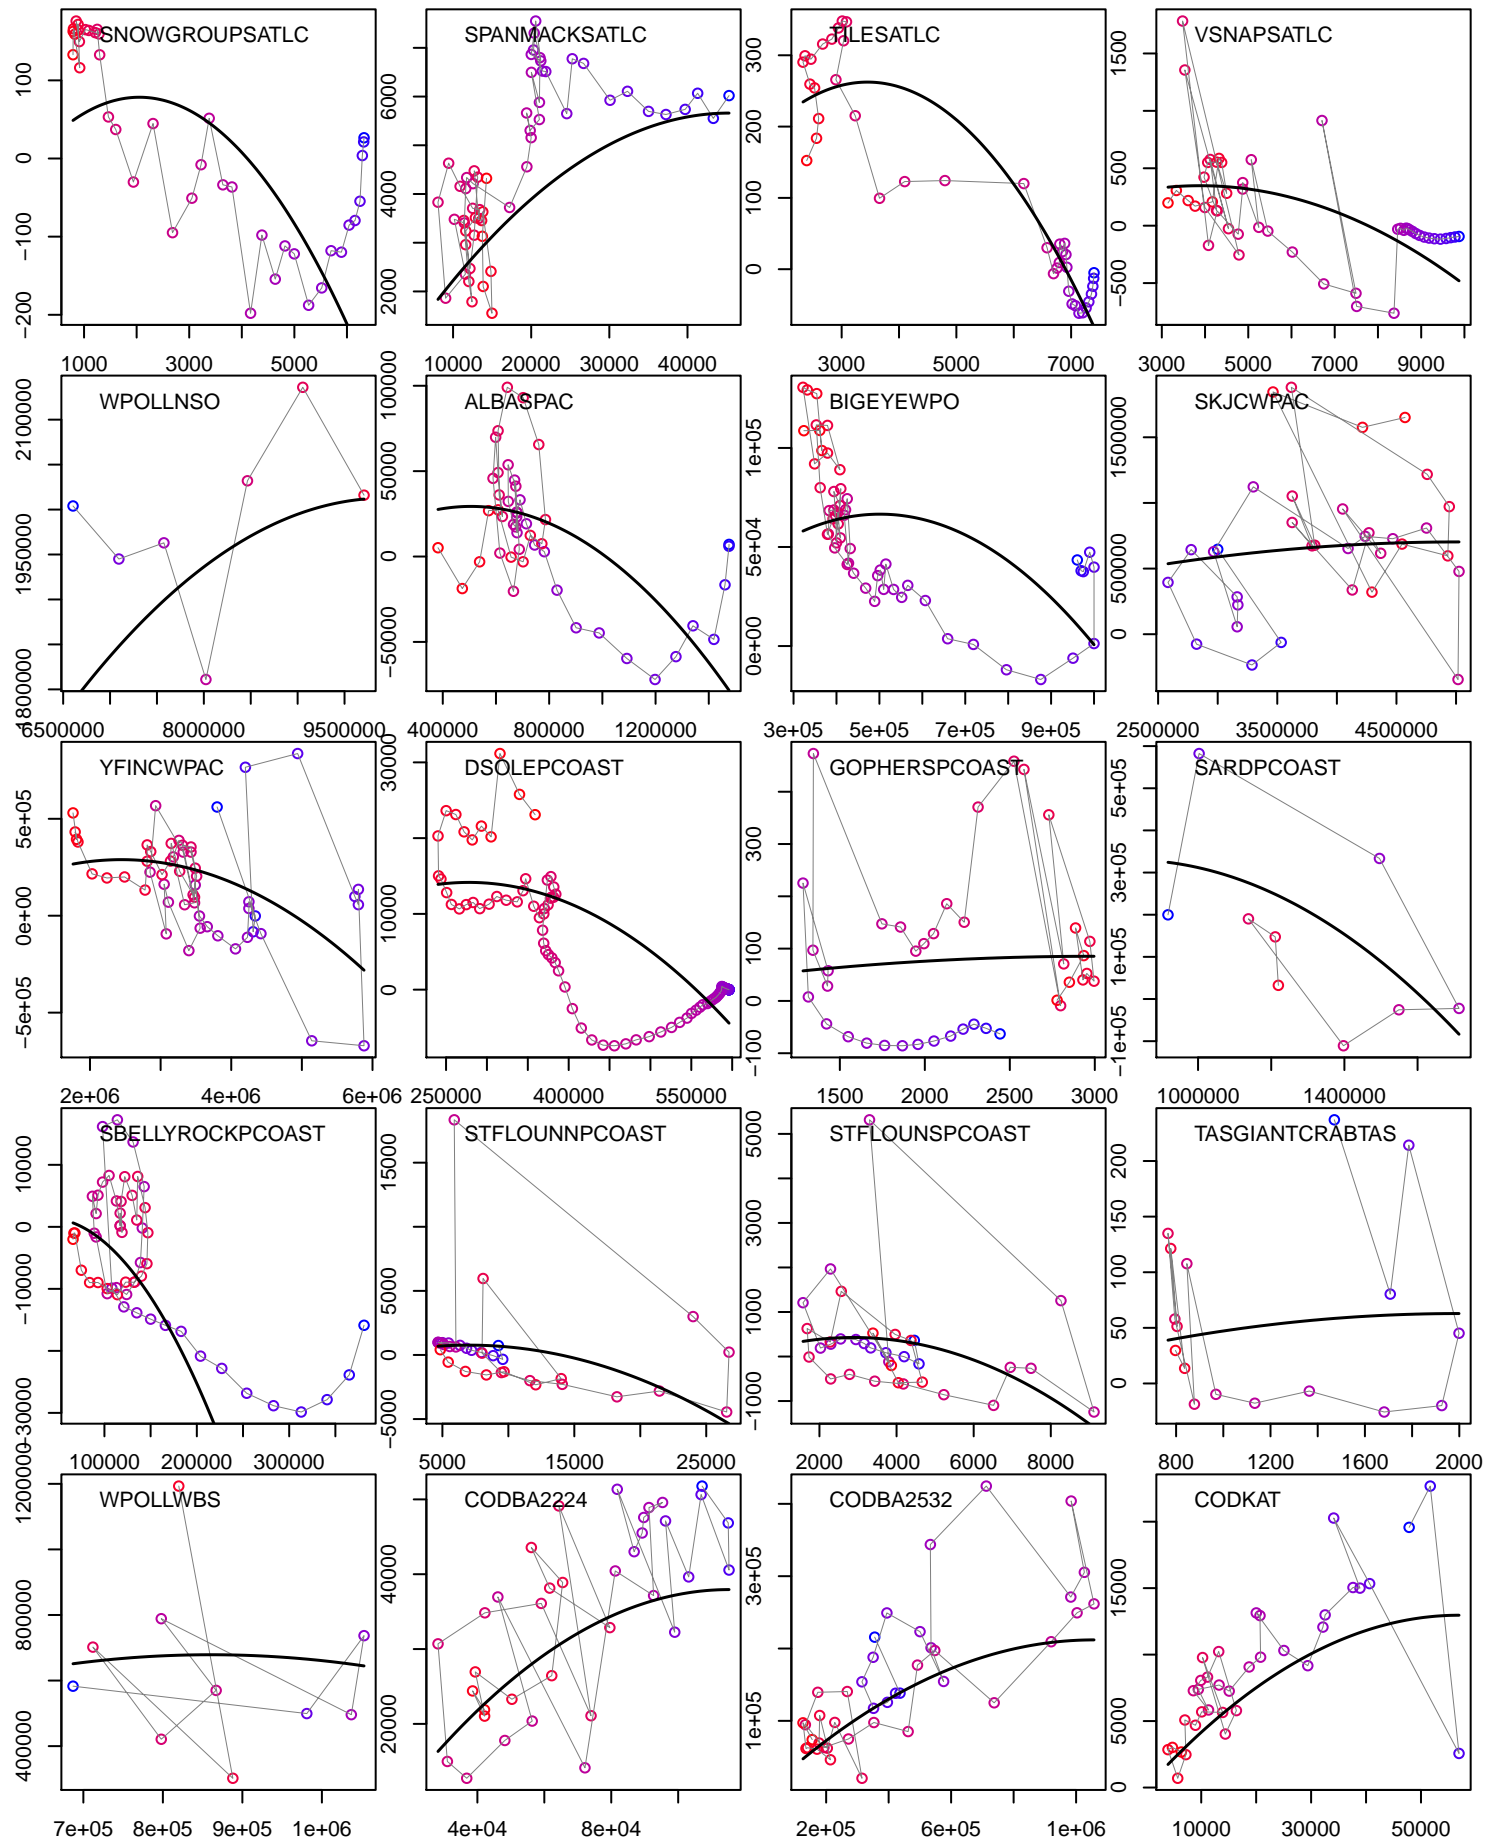 SNOWGROUPSATLC
−200 −100 0 100
1000 3000 5000
SPANMACKSATLC
2000 4000 6000
10000 20000 30000 40000
TILESATLC
0 100 200 300
3000 5000 7000
VSNAPSATLC
−500 0 500 1500
3000 5000 7000 9000
WPOLLNSO
1800000 1950000 2100000
6500000 8000000 9500000
ALBASPAC
−50000 0 50000 100000
400000 800000 1200000
BIGEYEWPO
0e+00 5e+04 1e+05
3e+05 5e+05 7e+05 9e+05
SKJCWPAC
0 500000 1500000
2500000 3500000 4500000
YFINCWPAC
−5e+05 0e+00 5e+05
2e+06 4e+06 6e+06
DSOLEPCOAST
0 10000 30000
250000 400000 550000
GOPHERSPCOAST
−100 0 100 300
1500 2000 2500 3000
SARDPCOAST
−1e+05 1e+05 3e+05 5e+05
1000000 1400000
SBELLYROCKPCOAST
−30000 −10000 0 10000
100000 200000 300000
STFLOUNNPCOAST
−5000 0 5000 15000
5000 15000 25000
STFLOUNSPCOAST
−1000 1000 3000 5000
2000 4000 6000 8000
TASGIANTCRABTAS
0 50 100 150 200
800 1200 1600 2000
WPOLLWBS
400000 800000 1200000
7e+05 8e+05 9e+05 1e+06
CODBA2224
20000 40000
4e+04 8e+04
CODBA2532
1e+05 3e+05
2e+05 6e+05 1e+06
CODKAT
0 5000 15000
10000 30000 50000